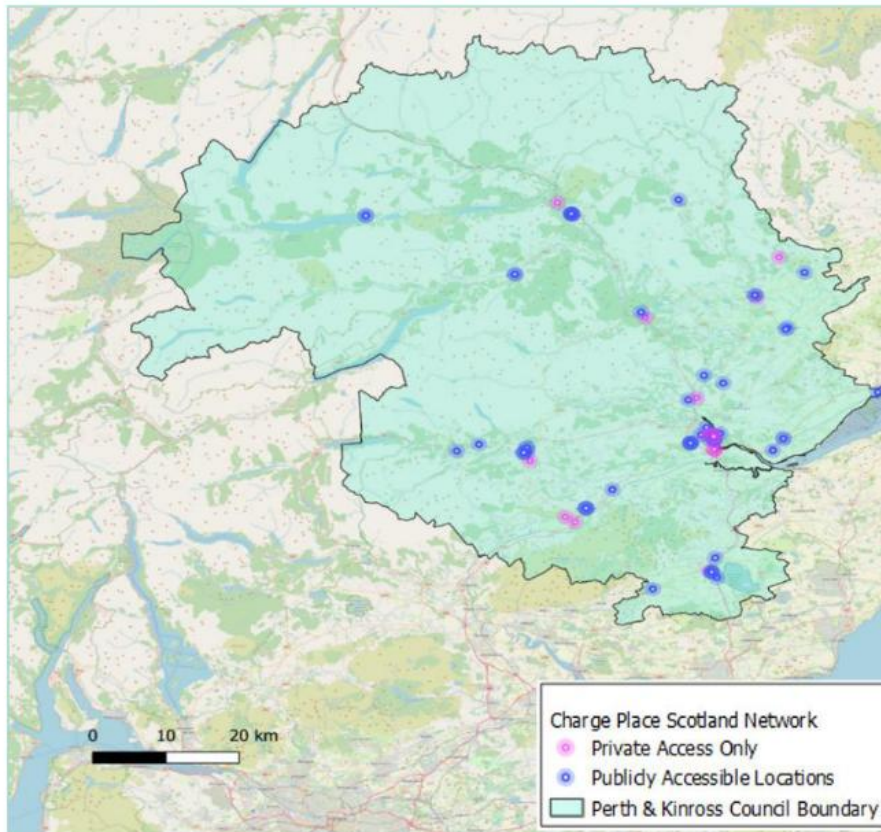 0 10 20 km
Charge Place Scotland Network
Private Access Only
Publicly Accessible Locations
Perth & Kinross Council Boundary